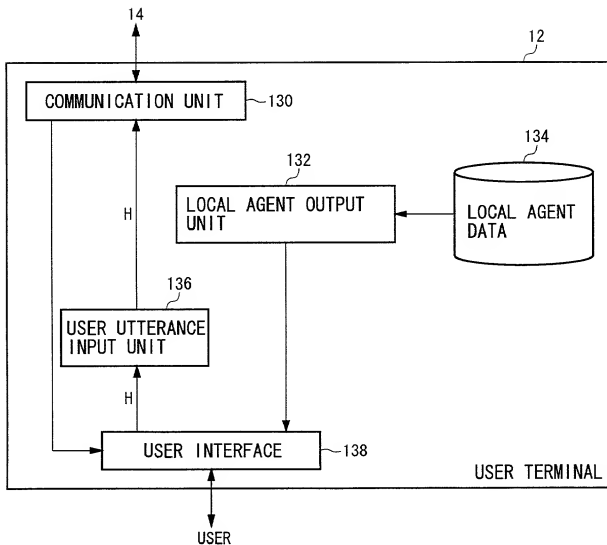 14
12
COMMUNICATION UNIT
130
134
132
LOCAL AGENT OUTPUT
UNIT
LOCAL AGENT
DATA
H
136
USER UTTERANCE
INPUT UNIT
H
USER INTERFACE
138
USER TERMINAL
USER